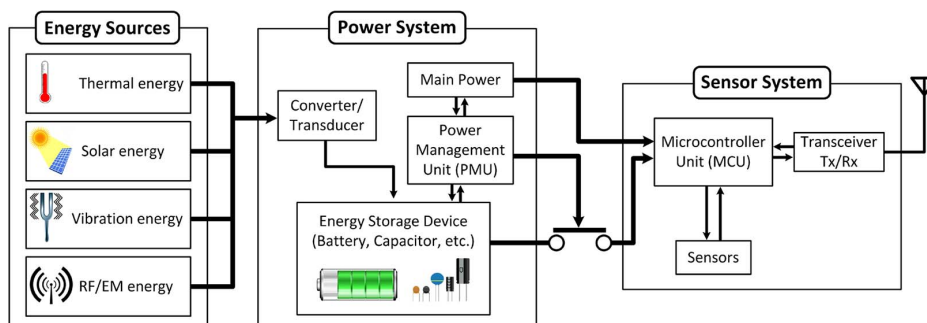 Energy Sources
Thermal energy
Solar energy
Vibration energy
RF/EM energy
Power System
Converter/
Transducer
Main Power
Power
Management
Unit (PMU)
Energy Storage Device
(Battery, Capacitor, etc.)
Sensor System
Microcontroller
Unit (MCU)
Transceiver
Tx/Rx
Sensors